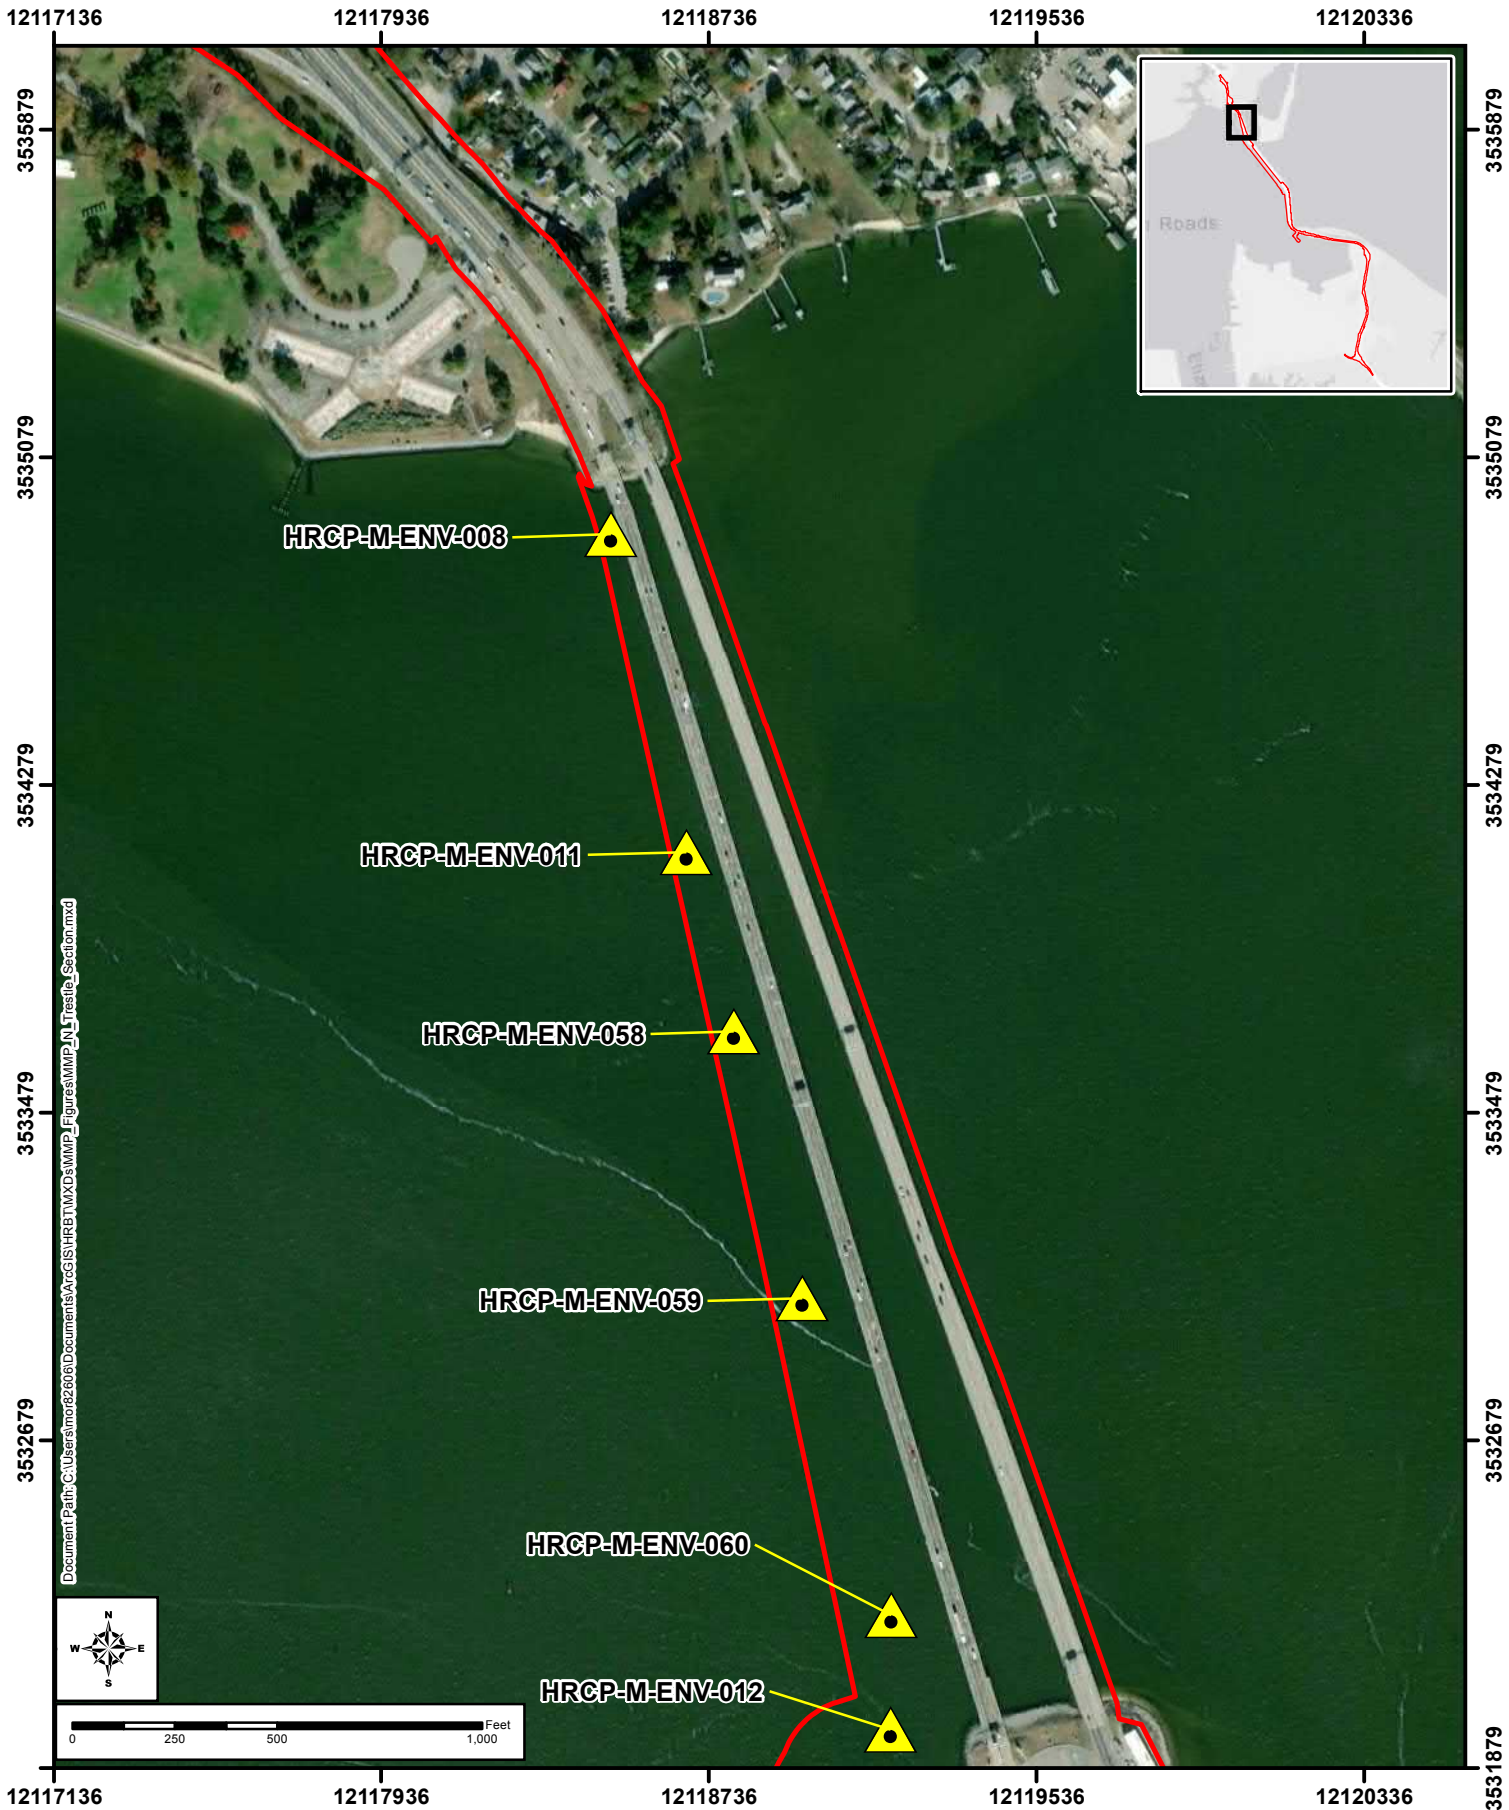 12117136 12117936 12118736 12119536 12120336
3535879 3535879
Roads
3535079 3535079
HRCP-M-ENV-008
3534279 3534279
HRCP-M-ENV-011
HRCP-M-ENV-058
3533479 3533479
HRCP-M-ENV-059
3532679 3532679
HRCP-M-ENV-060
HRCP-M-ENV-012
Document Path: C:\Users\mor82606\Documents\ArcGIS\HRBT\MXDs\MMP_Figures\MMP_N_Trestle_Section.mxd
N
W E
S
Feet
0 250 500 1,000
3531879
12117136 12117936 12118736 12119536 12120336